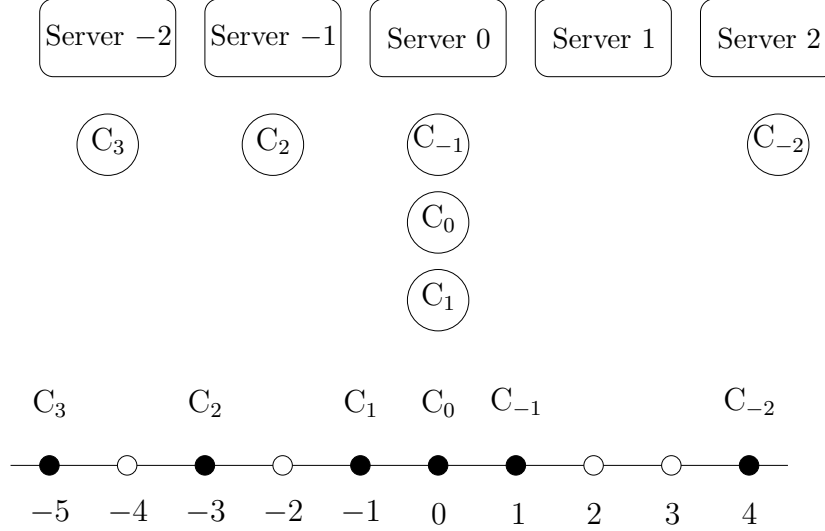 Server −2 Server −1 Server 0 Server 1 Server 2
C₃ C₂ C₋₁ C₋₂
C₀
C₁
C₃ C₂ C₁ C₀ C₋₁ C₋₂
−5 −4 −3 −2 −1 0 1 2 3 4